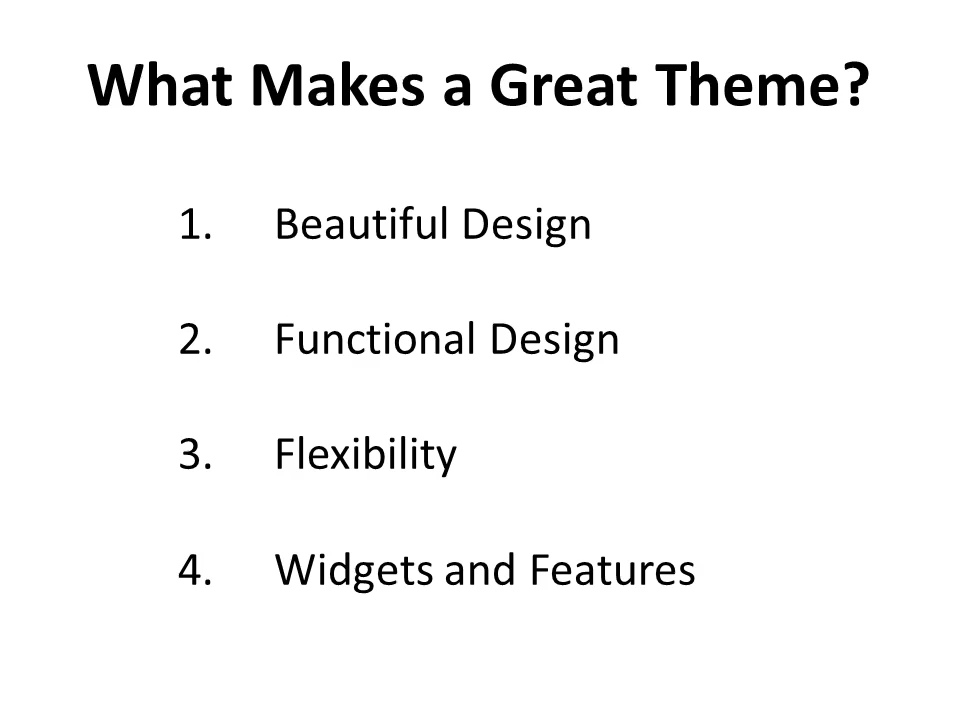 What Makes a Great Theme?
1. Beautiful Design
2. Functional Design
3. Flexibility
4. Widgets and Features